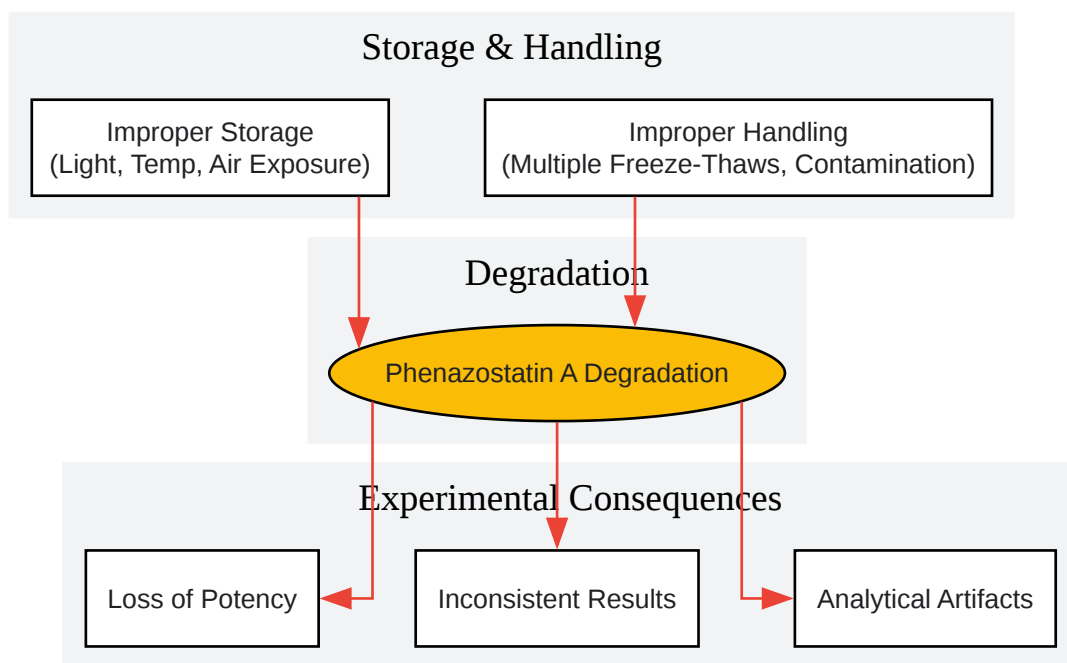 Storage & Handling
Improper Storage
(Light, Temp, Air Exposure)
Improper Handling
(Multiple Freeze-Thaws, Contamination)
Degradation
Phenazostatin A Degradation
Experimental Consequences
Loss of Potency
Inconsistent Results
Analytical Artifacts